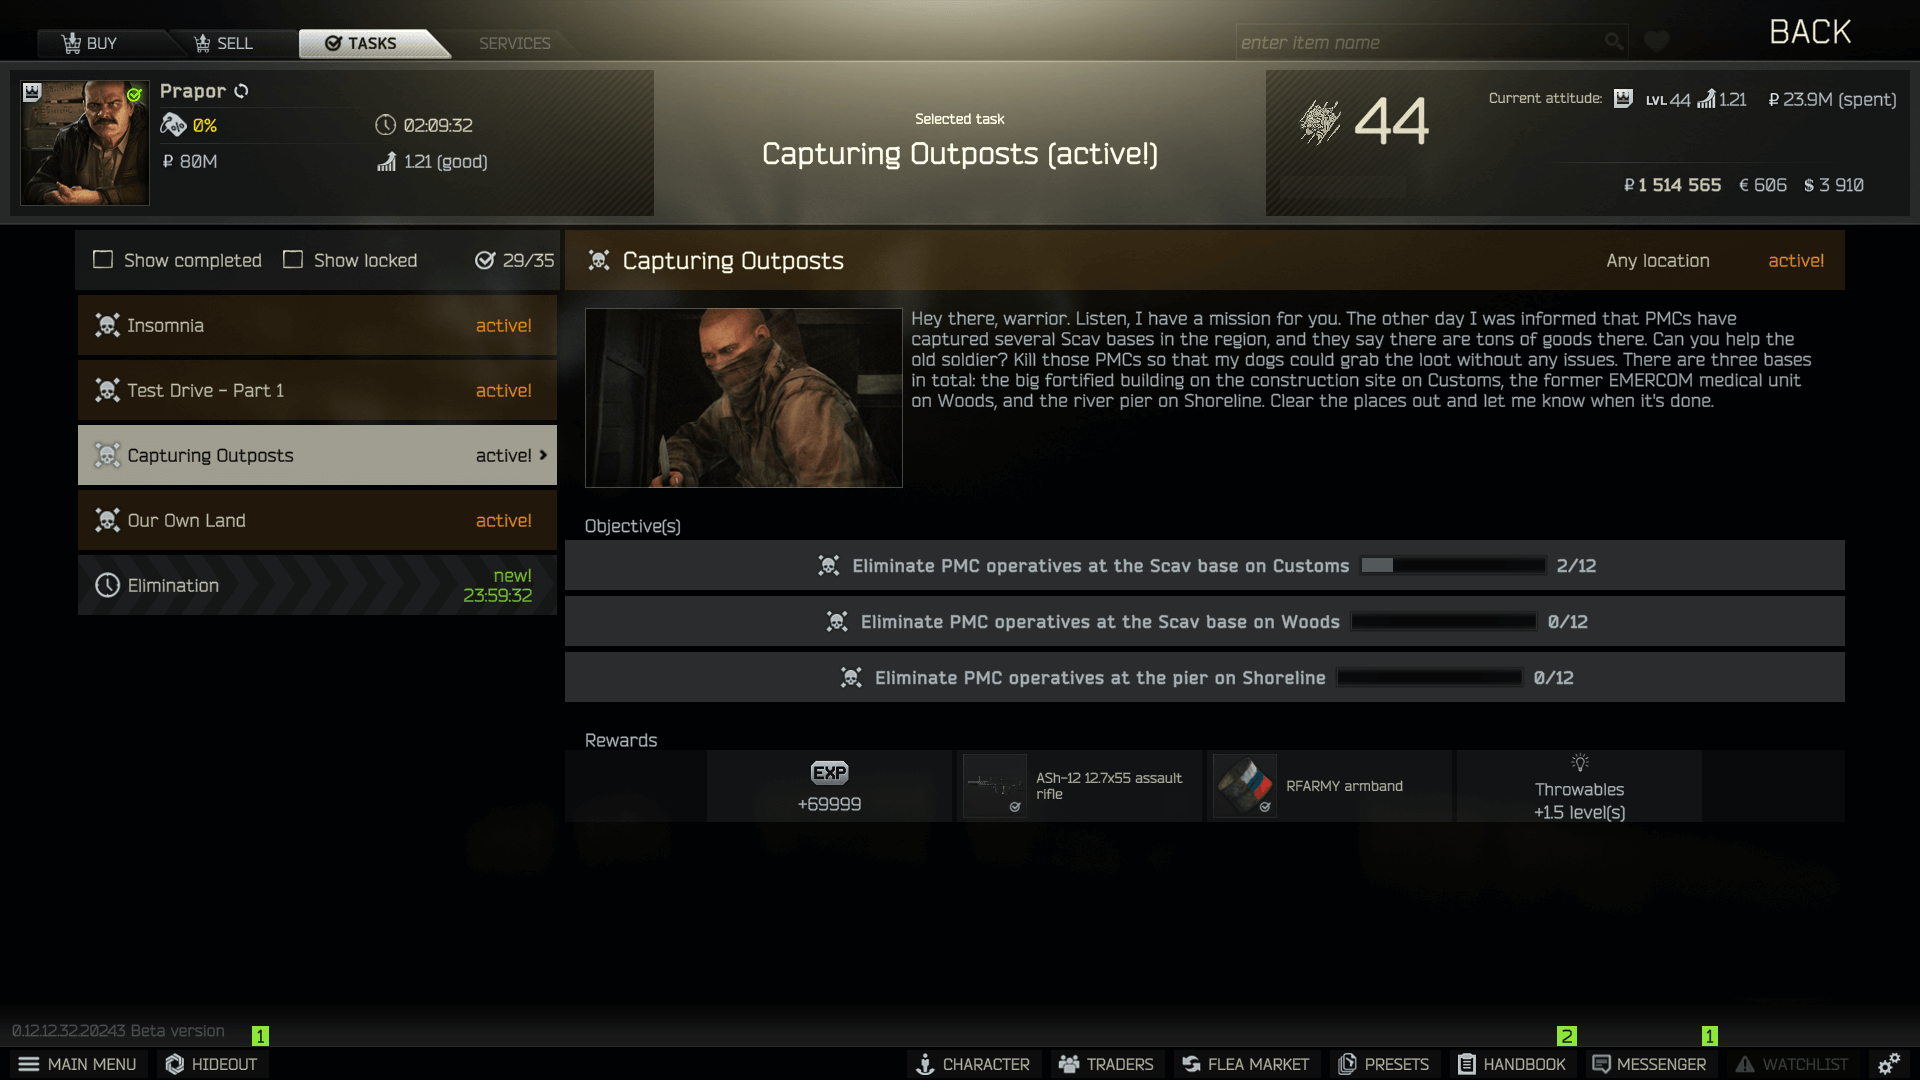 BUY
SELL
TASKS
SERVICES
enter item name
BACK
Prapor
0%
02:09:32
₽ 80M
1.21 (good)
Selected task
Capturing Outposts (active!)
44
Current attitude: LVL 44 1.21 ₽ 23.9M (spent)
₽ 1 514 565 € 606 $ 3 910
Show completed
Show locked
29/35
Insomnia active!
Test Drive - Part 1 active!
Capturing Outposts active!
Our Own Land active!
Elimination new!
23:59:32
Capturing Outposts
Any location
active!
Hey there, warrior. Listen, I have a mission for you. The other day I was informed that PMCs have
captured several Scav bases in the region, and they say there are tons of goods there. Can you help the
old soldier? Kill those PMCs so that my dogs could grab the loot without any issues. There are three bases
in total: the big fortified building on the construction site on Customs, the former EMERCOM medical unit
on Woods, and the river pier on Shoreline. Clear the places out and let me know when it's done.
Objective(s)
Eliminate PMC operatives at the Scav base on Customs 2/12
Eliminate PMC operatives at the Scav base on Woods 0/12
Eliminate PMC operatives at the pier on Shoreline 0/12
Rewards
EXP
+69999
ASh-12 12.7x55 assault
rifle
RFARMY armband
Throwables
+1.5 level(s)
0.12.12.32.20243 Beta version
1
2
1
MAIN MENU
HIDEOUT
CHARACTER
TRADERS
FLEA MARKET
PRESETS
HANDBOOK
MESSENGER
WATCHLIST